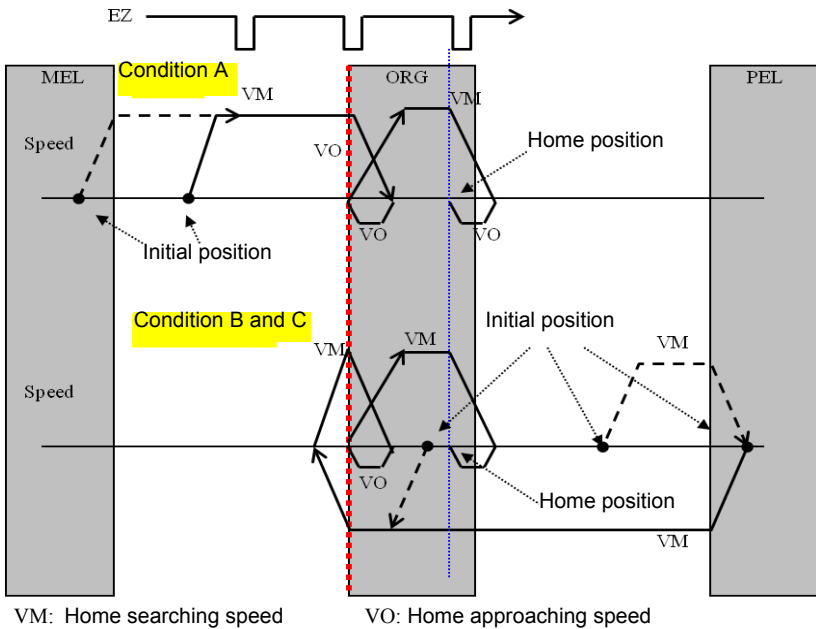 EZ
MEL
Condition A
ORG
PEL
VM
VM
Speed
VO
Home position
VO
VO
Initial position
Condition B and C
Initial position
VM
VM
VM
Speed
VO
Home position
VM
VM: Home searching speed
VO: Home approaching speed